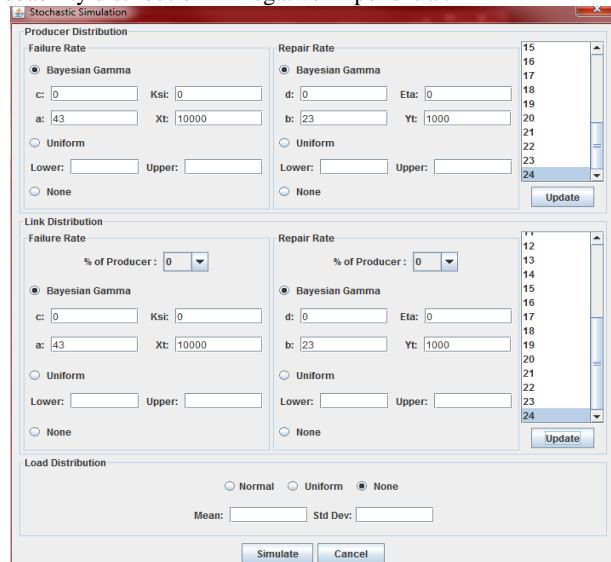 Stochastic Simulation
Producer Distribution
Failure Rate
Bayesian Gamma
c: 0 Ksi: 0
a: 43 Xt: 10000
Uniform
Lower: Upper:
None
Repair Rate
Bayesian Gamma
d: 0 Eta: 0
b: 23 Yt: 1000
Uniform
Lower: Upper:
None
15
16
17
18
19
20
21
22
23
24
Update
Link Distribution
Failure Rate
% of Producer : 0
Bayesian Gamma
c: 0 Ksi: 0
a: 43 Xt: 10000
Uniform
Lower: Upper:
None
Repair Rate
% of Producer : 0
Bayesian Gamma
d: 0 Eta: 0
b: 23 Yt: 1000
Uniform
Lower: Upper:
None
12
13
14
15
16
17
18
19
20
21
22
23
24
Update
Load Distribution
Normal Uniform None
Mean: Std Dev:
Simulate Cancel